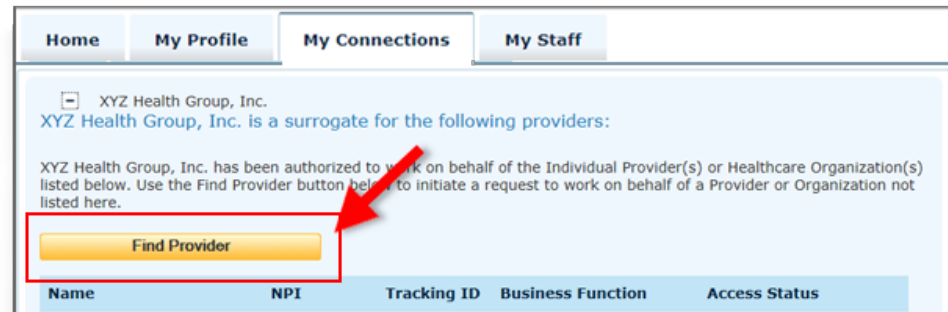 Home My Profile My Connections My Staff
XYZ Health Group, Inc.
XYZ Health Group, Inc. is a surrogate for the following providers:
XYZ Health Group, Inc. has been authorized to work on behalf of the Individual Provider(s) or Healthcare Organization(s)
listed below. Use the Find Provider button below to initiate a request to work on behalf of a Provider or Organization not
listed here.
Find Provider
Name NPI Tracking ID Business Function Access Status